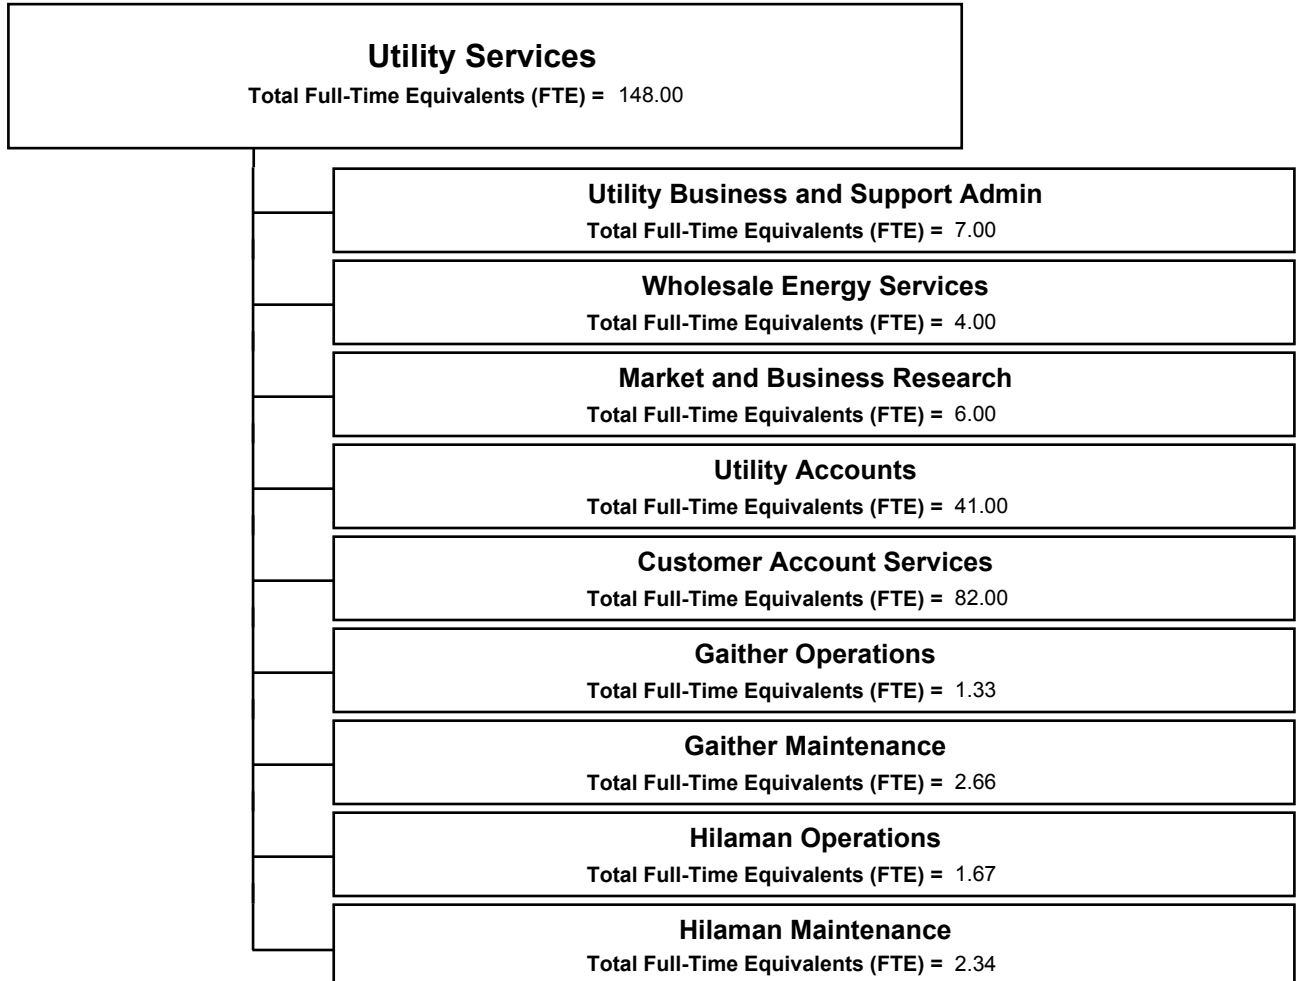 Utility Services
Total Full-Time Equivalents (FTE) = 148.00
Utility Business and Support Admin
Total Full-Time Equivalents (FTE) = 7.00
Wholesale Energy Services
Total Full-Time Equivalents (FTE) = 4.00
Market and Business Research
Total Full-Time Equivalents (FTE) = 6.00
Utility Accounts
Total Full-Time Equivalents (FTE) = 41.00
Customer Account Services
Total Full-Time Equivalents (FTE) = 82.00
Gaither Operations
Total Full-Time Equivalents (FTE) = 1.33
Gaither Maintenance
Total Full-Time Equivalents (FTE) = 2.66
Hilaman Operations
Total Full-Time Equivalents (FTE) = 1.67
Hilaman Maintenance
Total Full-Time Equivalents (FTE) = 2.34